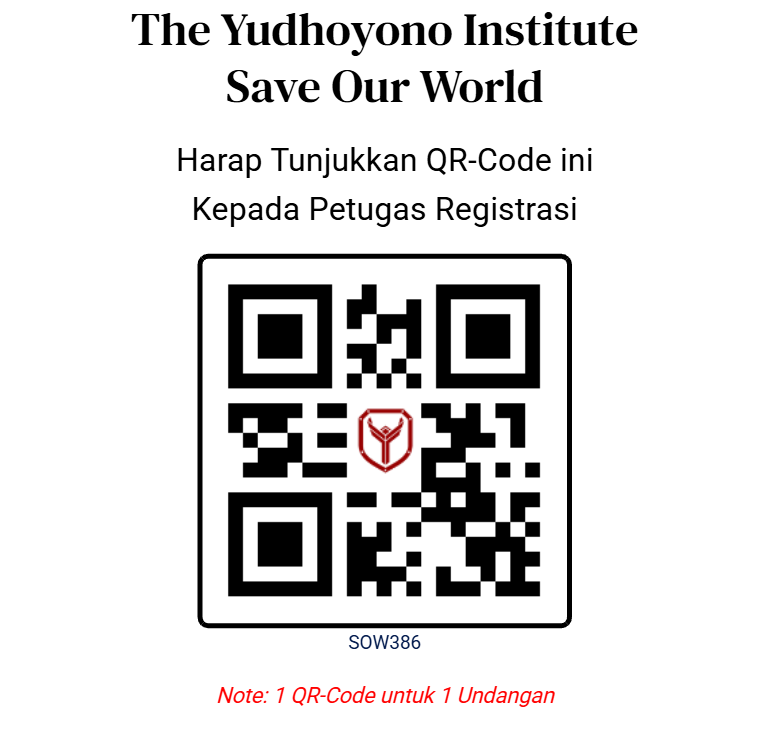 The Yudhoyono Institute
Save Our World
Harap Tunjukkan QR-Code ini
Kepada Petugas Registrasi
SOW386
Note: 1 QR-Code untuk 1 Undangan